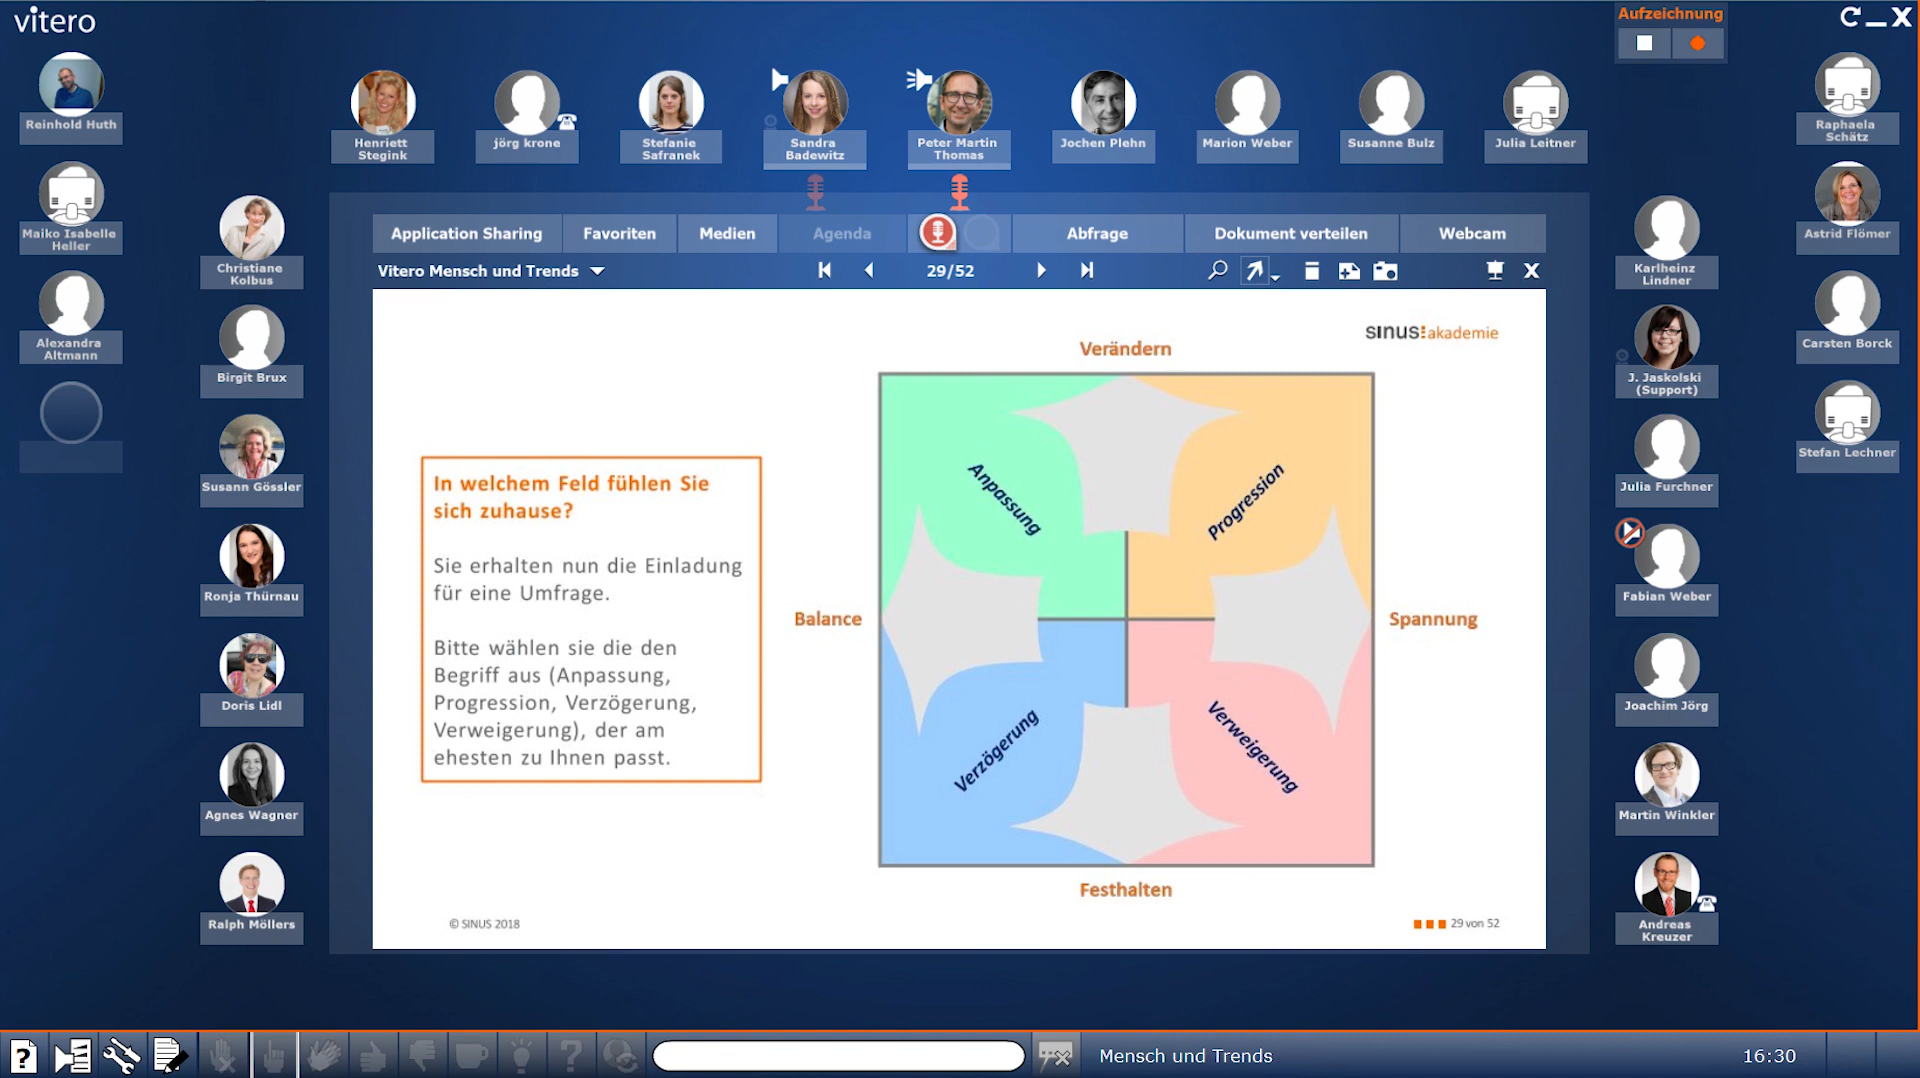 vitero
Aufzeichnung
Reinhold Huth
Maiko Isabelle
Heller
Alexandra
Altmann
Henriett
Stegink
jörg krone
Stefanie
Safranek
Sandra
Badewitz
Peter Martin
Thomas
Jochen Plehn
Marion Weber
Susanne Bulz
Julia Leitner
Raphaela
Schätz
Astrid Flömer
Carsten Borck
Stefan Lechner
Christiane
Kolbus
Birgit Brux
Susann Gössler
Ronja Thürnau
Doris Lidl
Agnes Wagner
Ralph Möllers
Karlheinz
Lindner
J. Jaskolski
(Support)
Julia Furchner
Fabian Weber
Joachim Jörg
Martin Winkler
Andreas
Kreuzer
Application Sharing
Favoriten
Medien
Agenda
Abfrage
Dokument verteilen
Webcam
Vitero Mensch und Trends
29/52
sinus:akademie
In welchem Feld fühlen Sie
sich zuhause?
Sie erhalten nun die Einladung
für eine Umfrage.
Bitte wählen sie die den
Begriff aus (Anpassung,
Progression, Verzögerung,
Verweigerung), der am
ehesten zu Ihnen passt.
Verändern
Anpassung
Progression
Balance
Spannung
Verzögerung
Verweigerung
Festhalten
© SINUS 2018
29 von 52
Mensch und Trends
16:30